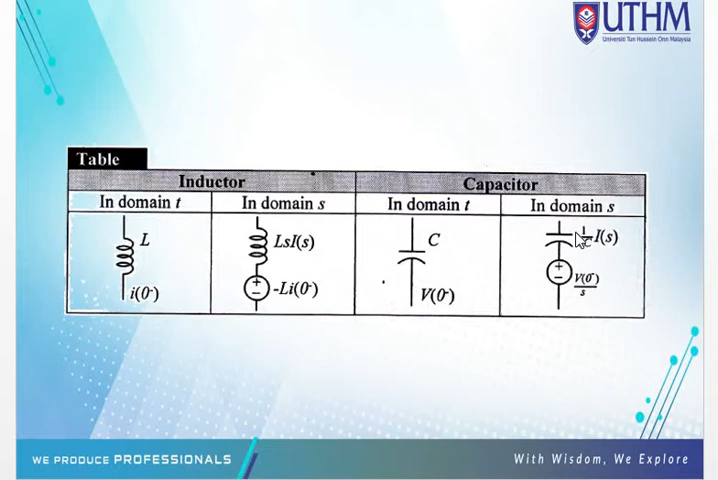 UTHM
Universiti Tun Hussein Onn Malaysia
Table
Inductor Capacitor
In domain t In domain s In domain t In domain s
L LsI(s) C I(s)
i(0-) -Li(0-) V(0-) V(0-)/s
WE PRODUCE PROFESSIONALS With Wisdom, We Explore